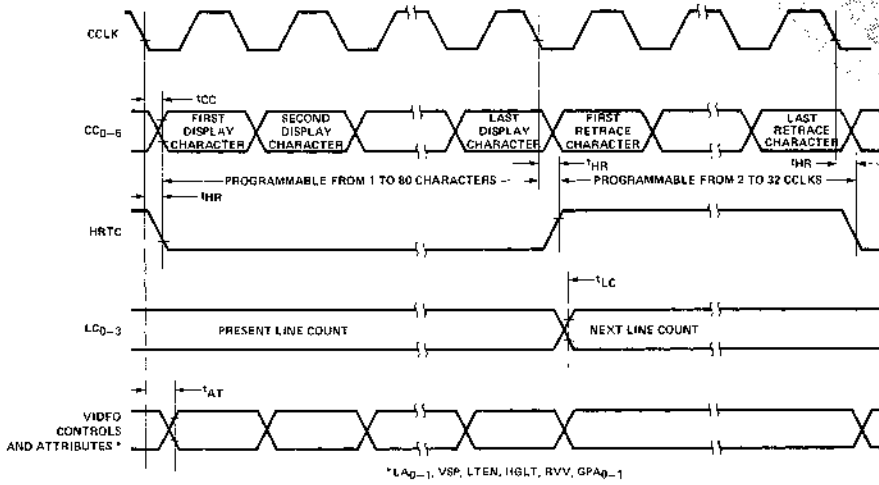 CCLK
tCC
CC0–6
FIRST DISPLAY CHARACTER
SECOND DISPLAY CHARACTER
LAST DISPLAY CHARACTER
FIRST RETRACE CHARACTER
LAST RETRACE CHARACTER
tHR
tHR
PROGRAMMABLE FROM 1 TO 80 CHARACTERS
PROGRAMMABLE FROM 2 TO 32 CCLKS
tHR
HRTC
tLC
LC0–3
PRESENT LINE COUNT
NEXT LINE COUNT
tAT
VIDEO
CONTROLS
AND ATTRIBUTES *
*LA0–1, VSP, LTEN, HGLT, RVV, GPA0–1